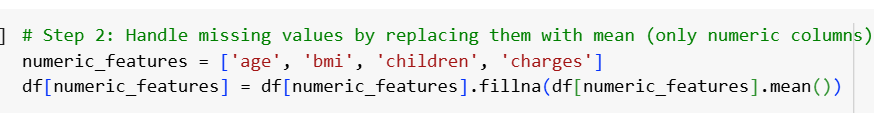 ] # Step 2: Handle missing values by replacing them with mean (only numeric columns)
numeric_features = ['age', 'bmi', 'children', 'charges']
df[numeric_features] = df[numeric_features].fillna(df[numeric_features].mean())